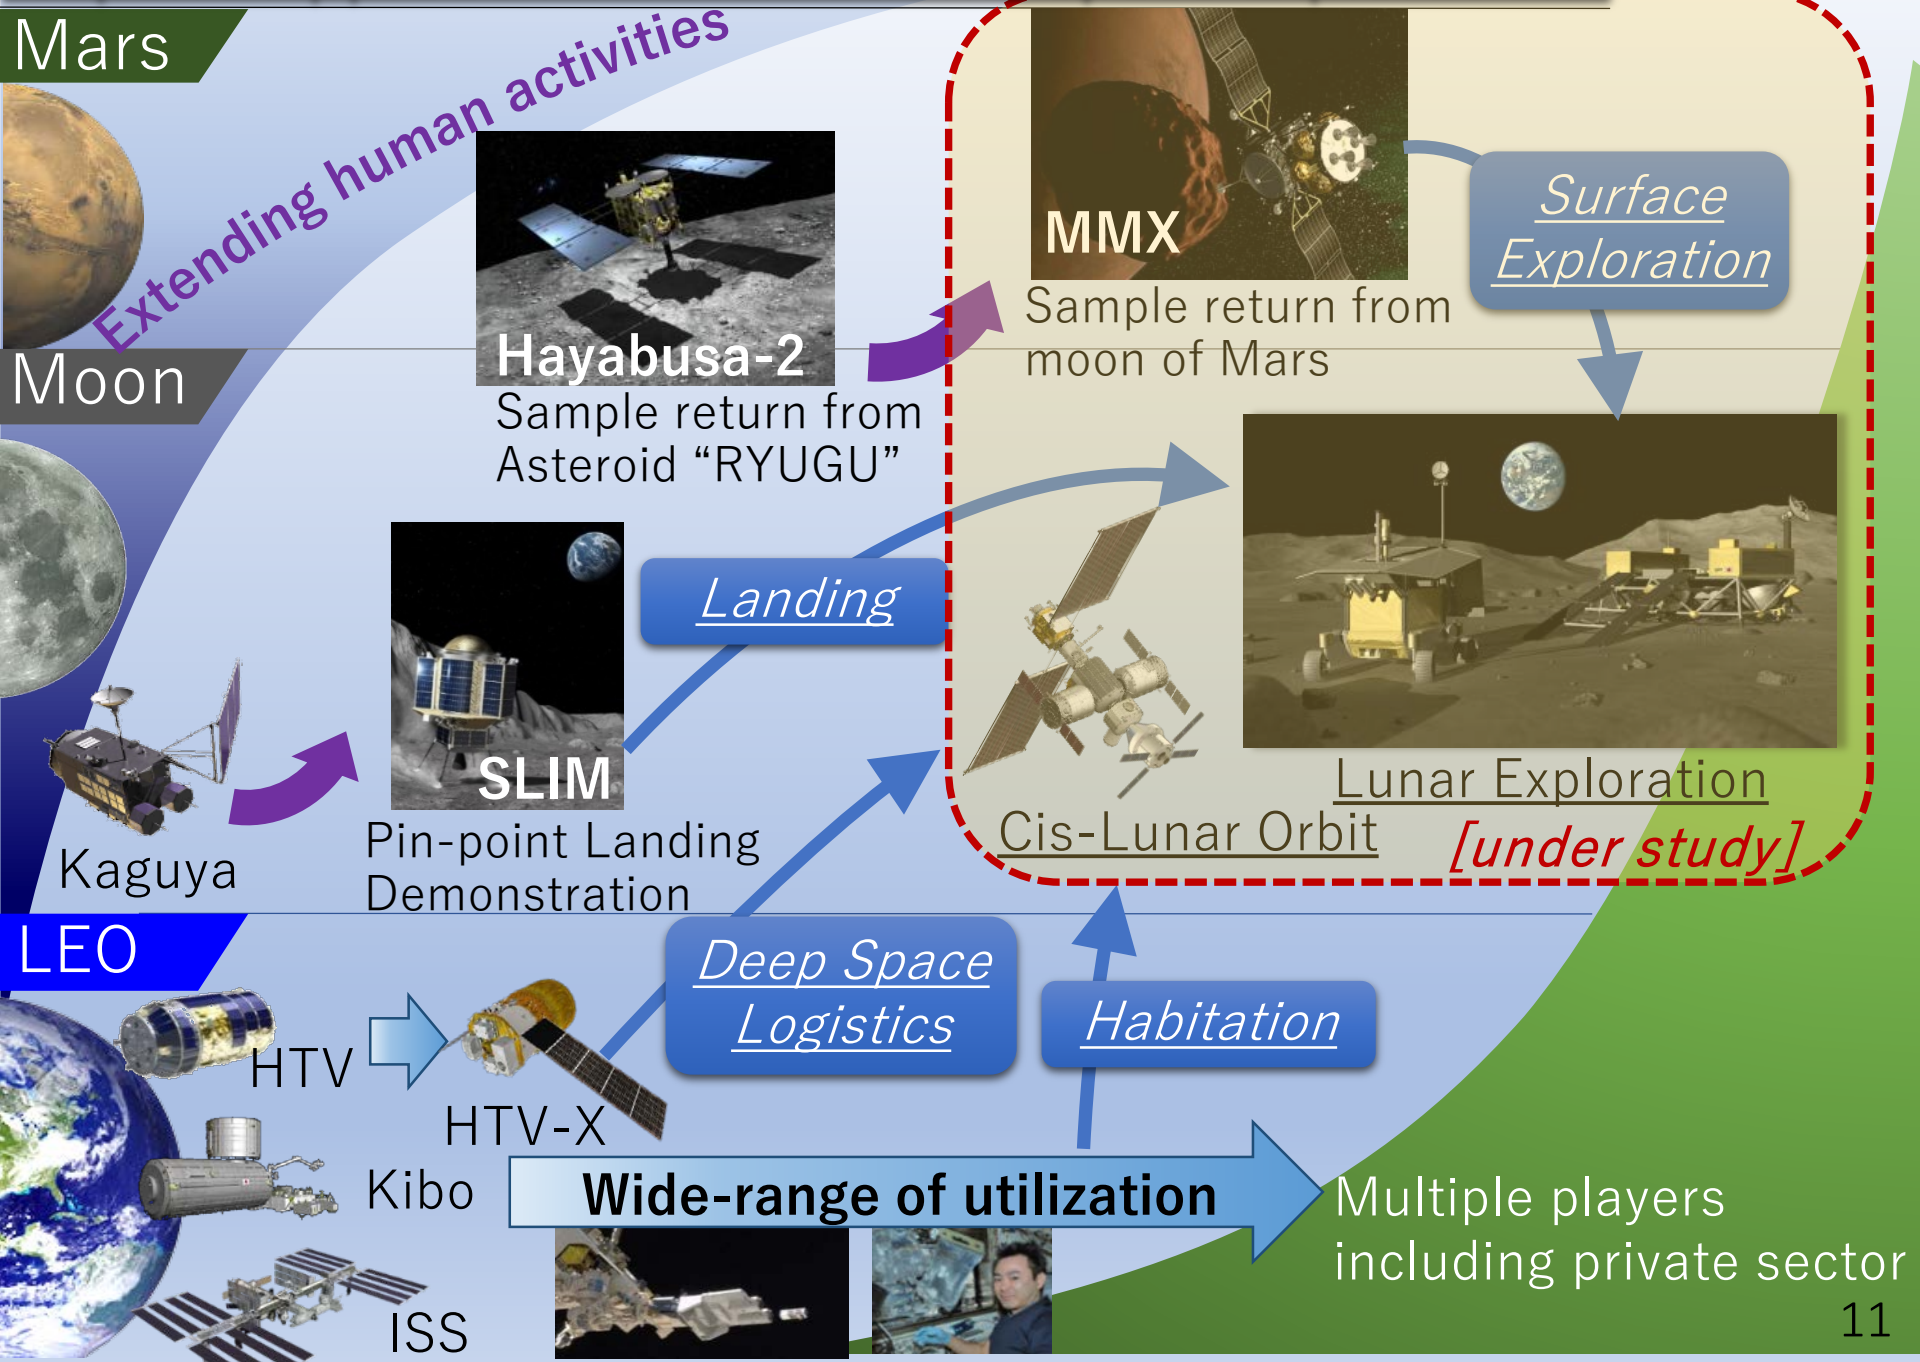 Mars
Extending human activities
MMX
Surface
Exploration
Sample return from
moon of Mars
Hayabusa-2
Sample return from
Asteroid “RYUGU”
Moon
Landing
SLIM
Pin-point Landing
Demonstration
Kaguya
Lunar Exploration
Cis-Lunar Orbit
[under study]
LEO
Deep Space
Logistics
Habitation
HTV
HTV-X
Kibo
Wide-range of utilization
Multiple players
including private sector
ISS
11